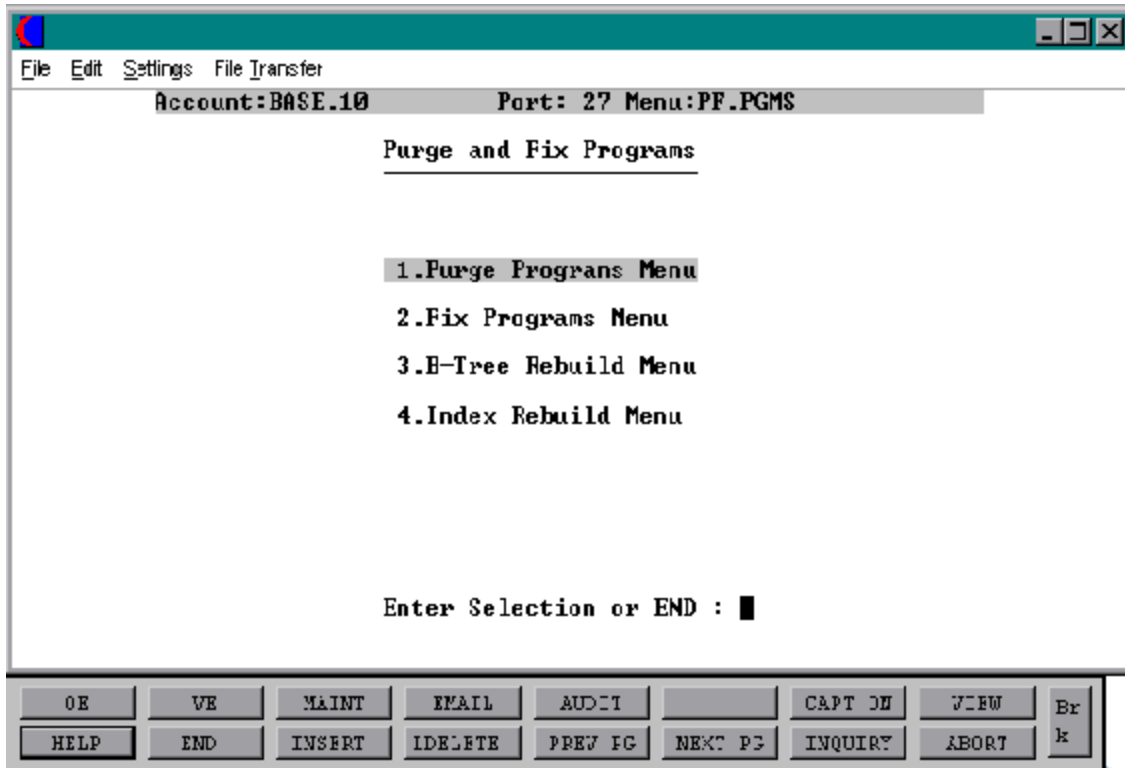 File Edit Settings File Transfer
Account:BASE.10 Port: 27 Menu:PF.PGMS
Purge and Fix Programs
1.Purge Programs Menu
2.Fix Programs Menu
3.B-Tree Rebuild Menu
4.Index Rebuild Menu
Enter Selection or END :
OE VE MAINT EMAIL AUDIT CAPT ON VIEW Brk
HELP END INSERT IDELETE PREV PG NEXT PG INQUIRY ABORT